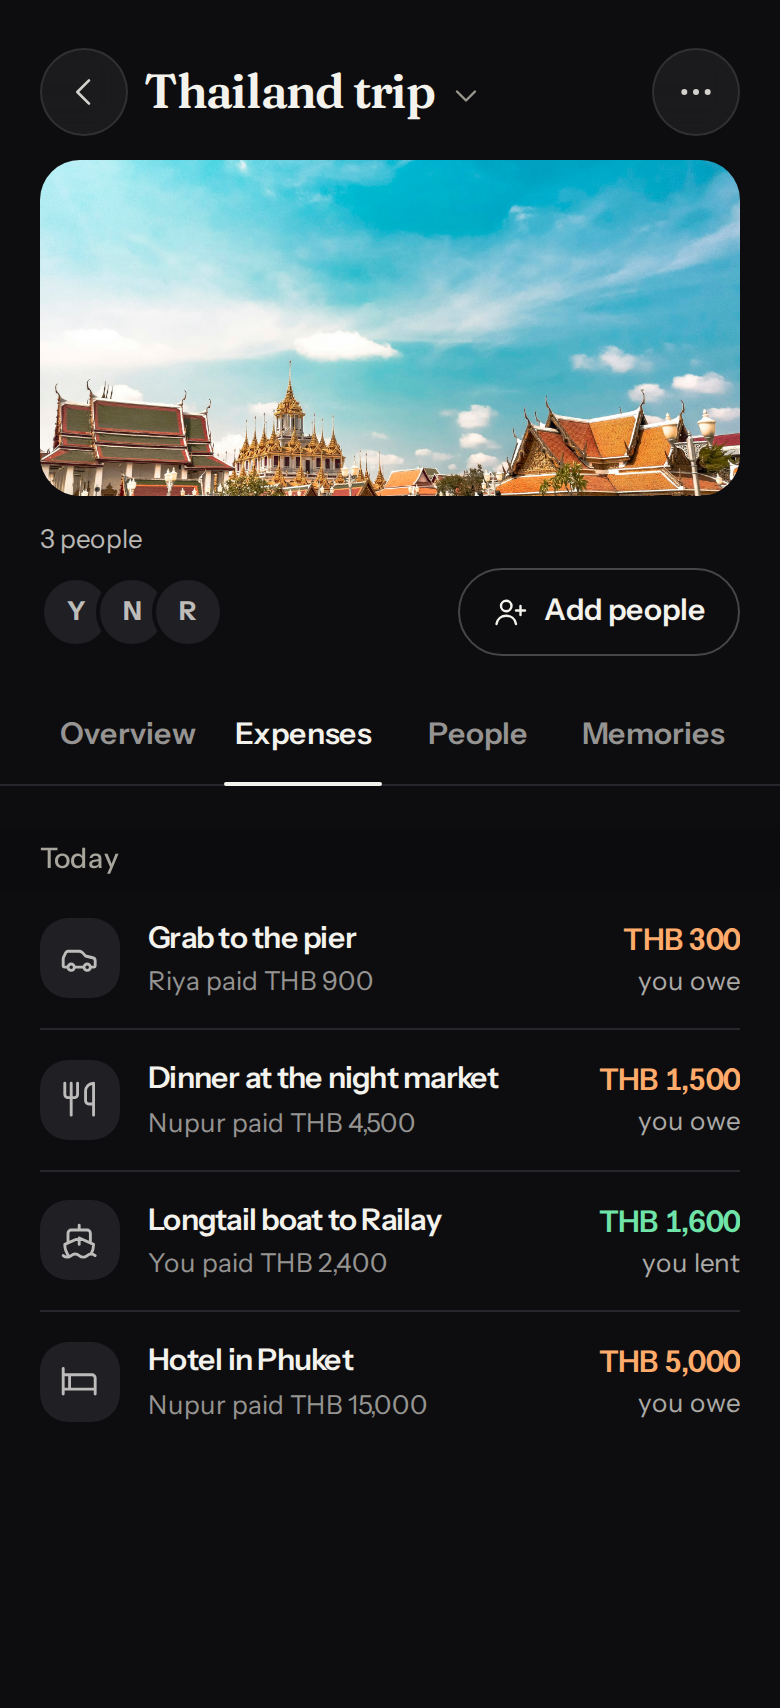 Thailand trip
3 people
Y N R
Add people
Overview Expenses People Memories
Today
Grab to the pier THB 300
Riya paid THB 900 you owe
Dinner at the night market THB 1,500
Nupur paid THB 4,500 you owe
Longtail boat to Railay THB 1,600
You paid THB 2,400 you lent
Hotel in Phuket THB 5,000
Nupur paid THB 15,000 you owe